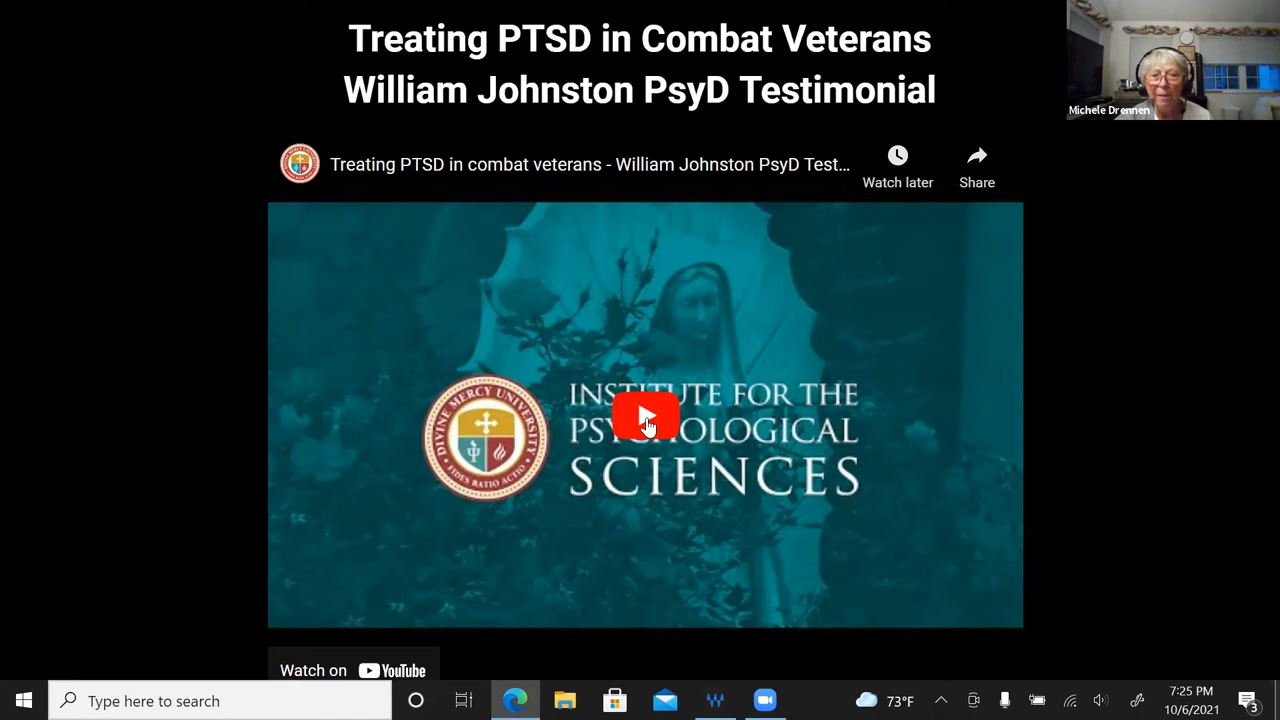 Treating PTSD in Combat Veterans
William Johnston PsyD Testimonial
Michele Drennen
Treating PTSD in combat veterans - William Johnston PsyD Test...
Watch later
Share
DIVINE MERCY UNIVERSITY
FIDES RATIO ACTIO
INSTITUTE FOR THE
PSYCHOLOGICAL
SCIENCES
Watch on YouTube
Type here to search
73°F
7:25 PM
10/6/2021
3